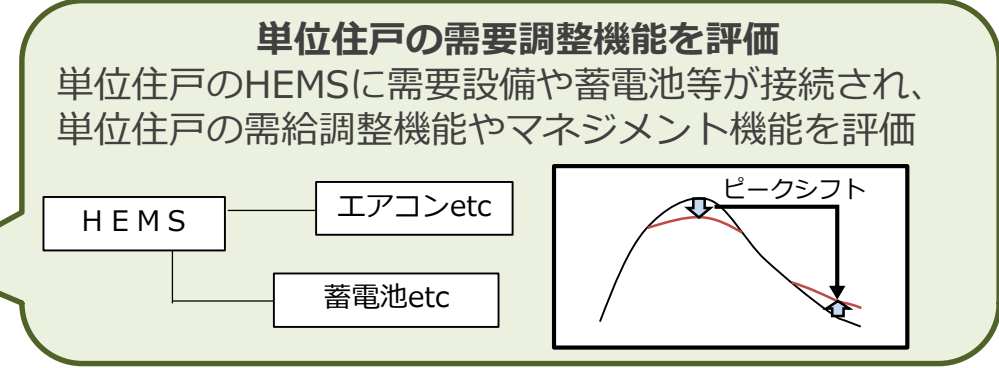 単位住戸の需要調整機能を評価
単位住戸のHEMSに需要設備や蓄電池等が接続され、
単位住戸の需給調整機能やマネジメント機能を評価
ＨＥＭＳ
エアコンetc
蓄電池etc
ピークシフト